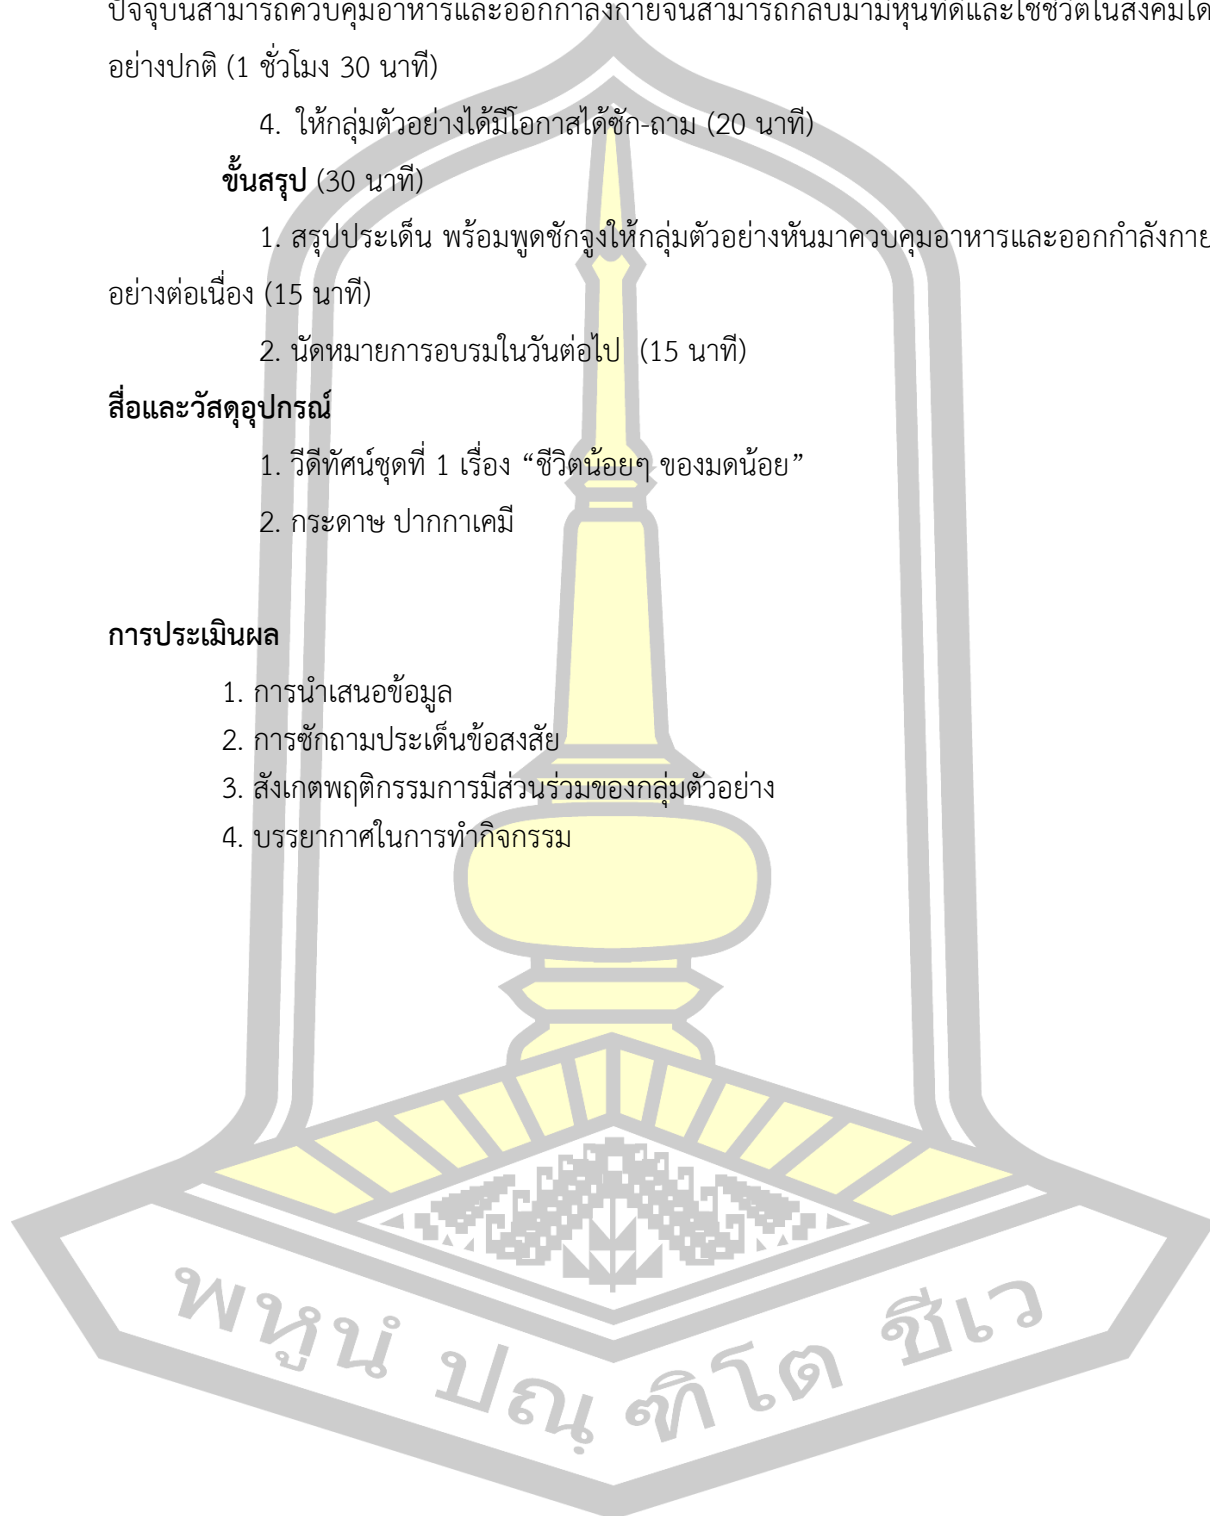 ปัจจุบันสามารถควบคุมอาหารและออกกำลังกายจนสามารถกลับมามีหุ่นที่ดีและใช้ชีวิตในสังคมได้
อย่างปกติ (1 ชั่วโมง 30 นาที)
4. ให้กลุ่มตัวอย่างได้มีโอกาสได้ซัก-ถาม (20 นาที)
ขั้นสรุป (30 นาที)
1. สรุปประเด็น พร้อมพูดชักจูงให้กลุ่มตัวอย่างหันมาควบคุมอาหารและออกกำลังกาย
อย่างต่อเนื่อง (15 นาที)
2. นัดหมายการอบรมในวันต่อไป (15 นาที)
สื่อและวัสดุอุปกรณ์
1. วีดีทัศน์ชุดที่ 1 เรื่อง “ชีวิตน้อยๆ ของมดน้อย”
2. กระดาษ ปากกาเคมี
การประเมินผล
1. การนำเสนอข้อมูล
2. การซักถามประเด็นข้อสงสัย
3. สังเกตพฤติกรรมการมีส่วนร่วมของกลุ่มตัวอย่าง
4. บรรยากาศในการทำกิจกรรม
พหูนํ ปณฺ ฑิโต ชีเว